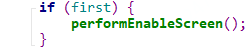 if (first) {
    performEnableScreen();
}